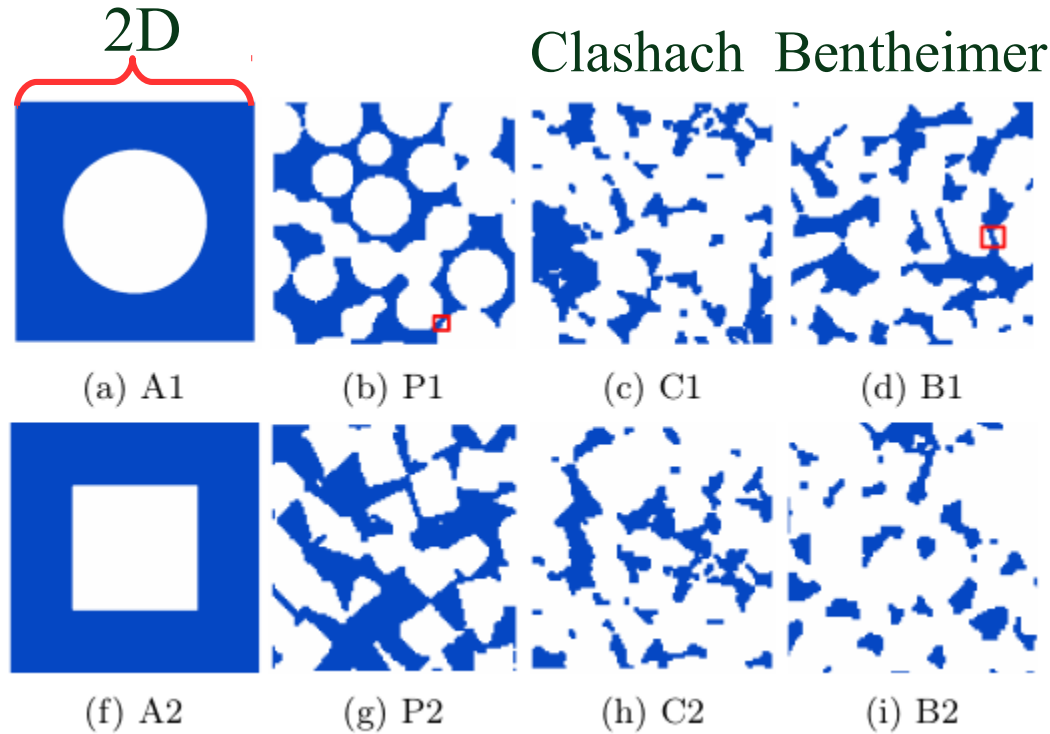 2D
Clashach Bentheimer
(a) A1 (b) P1 (c) C1 (d) B1
(f) A2 (g) P2 (h) C2 (i) B2